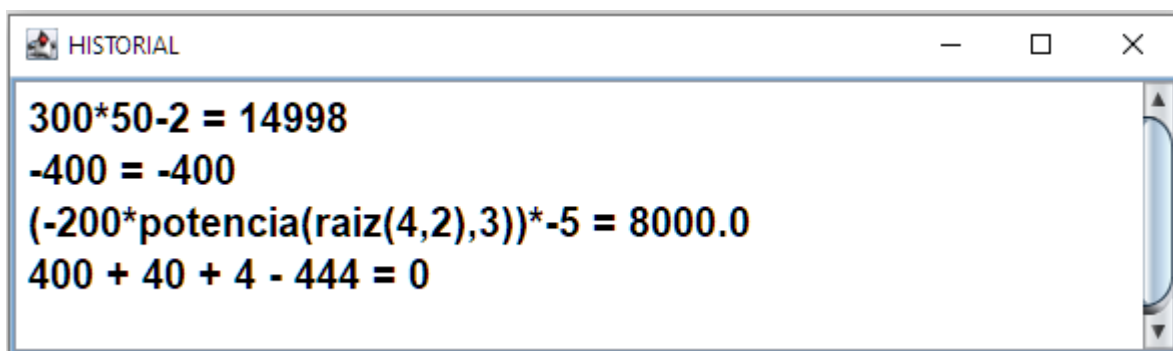 HISTORIAL
300*50-2 = 14998
-400 = -400
(-200*potencia(raiz(4,2),3))*-5 = 8000.0
400 + 40 + 4 - 444 = 0